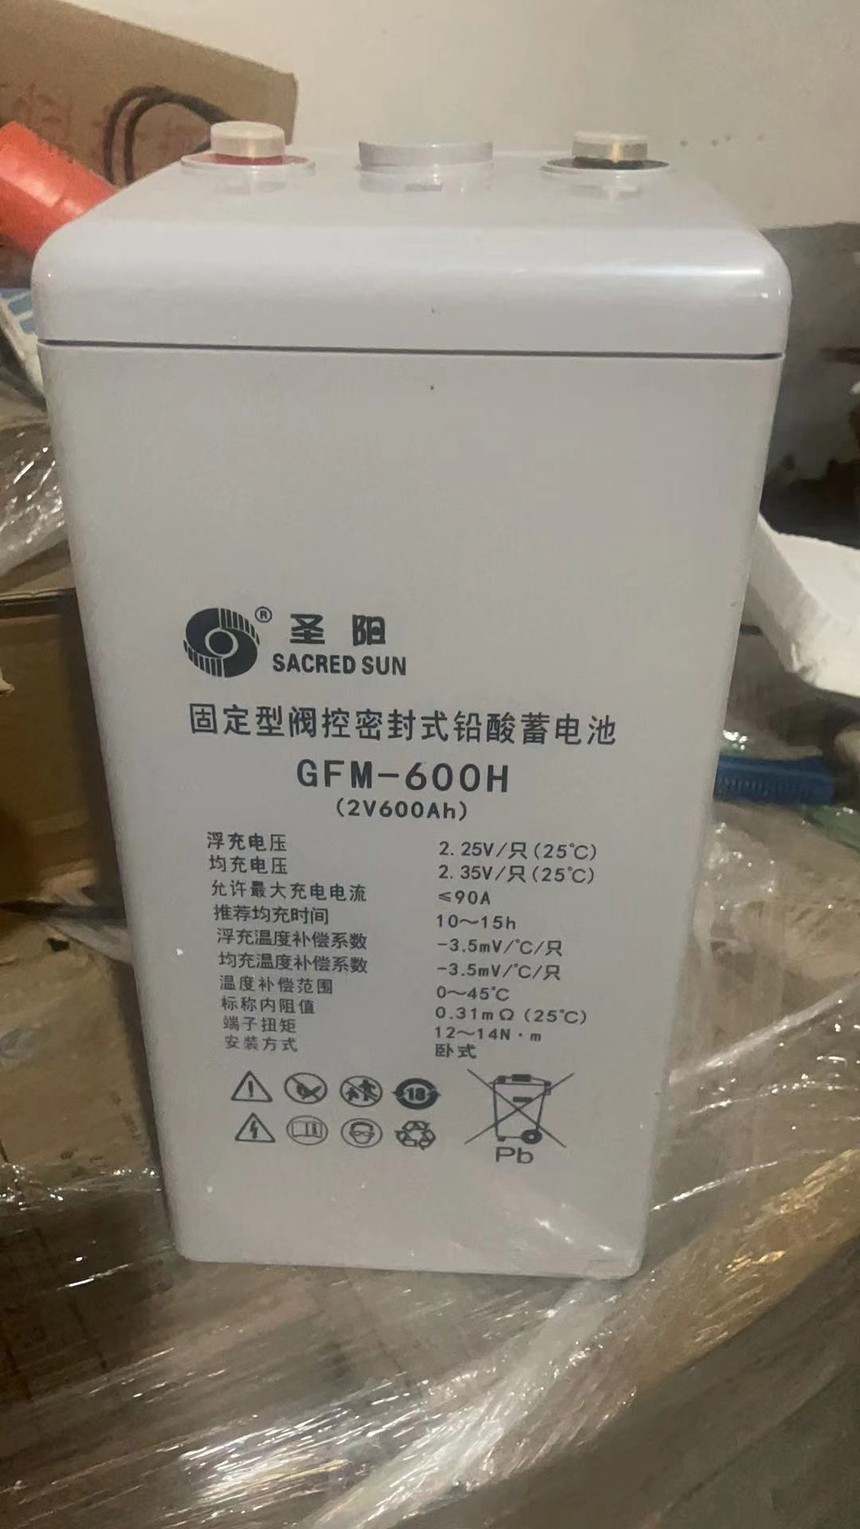 ® 圣阳
SACRED SUN
固定型阀控密封式铅酸蓄电池
GFM-600H
(2V600Ah)
浮充电压 2.25V/只(25℃)
均充电压 2.35V/只(25℃)
允许最大充电电流 ≤90A
推荐均充时间 10~15h
浮充温度补偿系数 -3.5mV/℃/只
均充温度补偿系数 -3.5mV/℃/只
温度补偿范围 0~45℃
标称内阻值 0.31mΩ(25℃)
端子扭矩 12~14N·m
安装方式 卧式
18
Pb